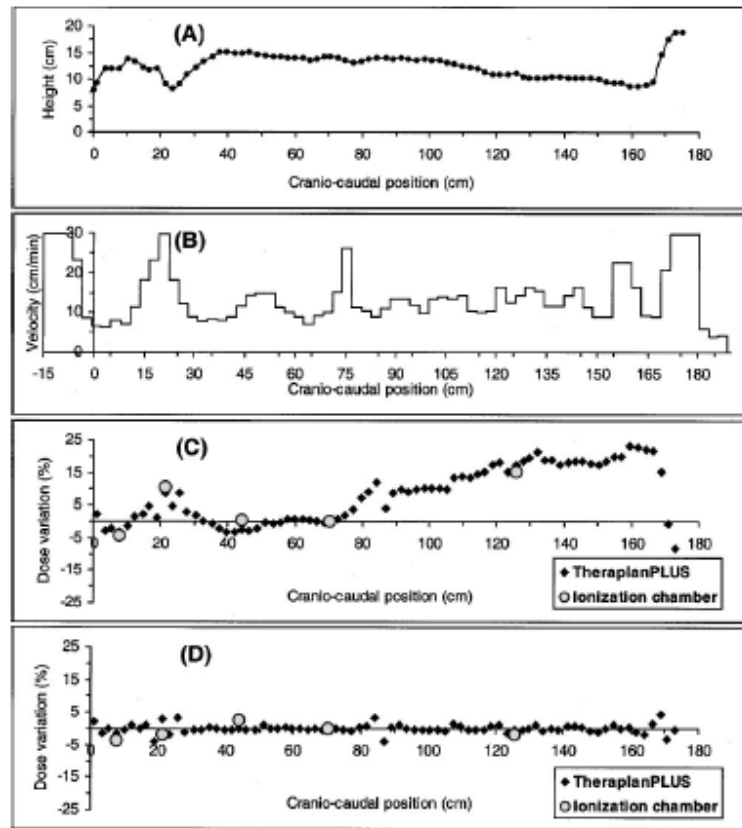 (A)
Height (cm)
20
15
10
5
0
0 20 40 60 80 100 120 140 160 180
Cranio-caudal position (cm)
(B)
Velocity (cm/min)
30
20
10
0
-15 0 15 30 45 60 75 90 105 120 135 150 165 180
Cranio-caudal position (cm)
(C)
Dose variation (%)
25
15
5
-5
-15
-25
0 20 40 60 80 100 120 140 160 180
Cranio-caudal position (cm)
TheraplanPLUS
Ionization chamber
(D)
Dose variation (%)
25
15
5
-5
-15
-25
0 20 40 60 80 100 120 140 160 180
Cranio-caudal position (cm)
TheraplanPLUS
Ionization chamber